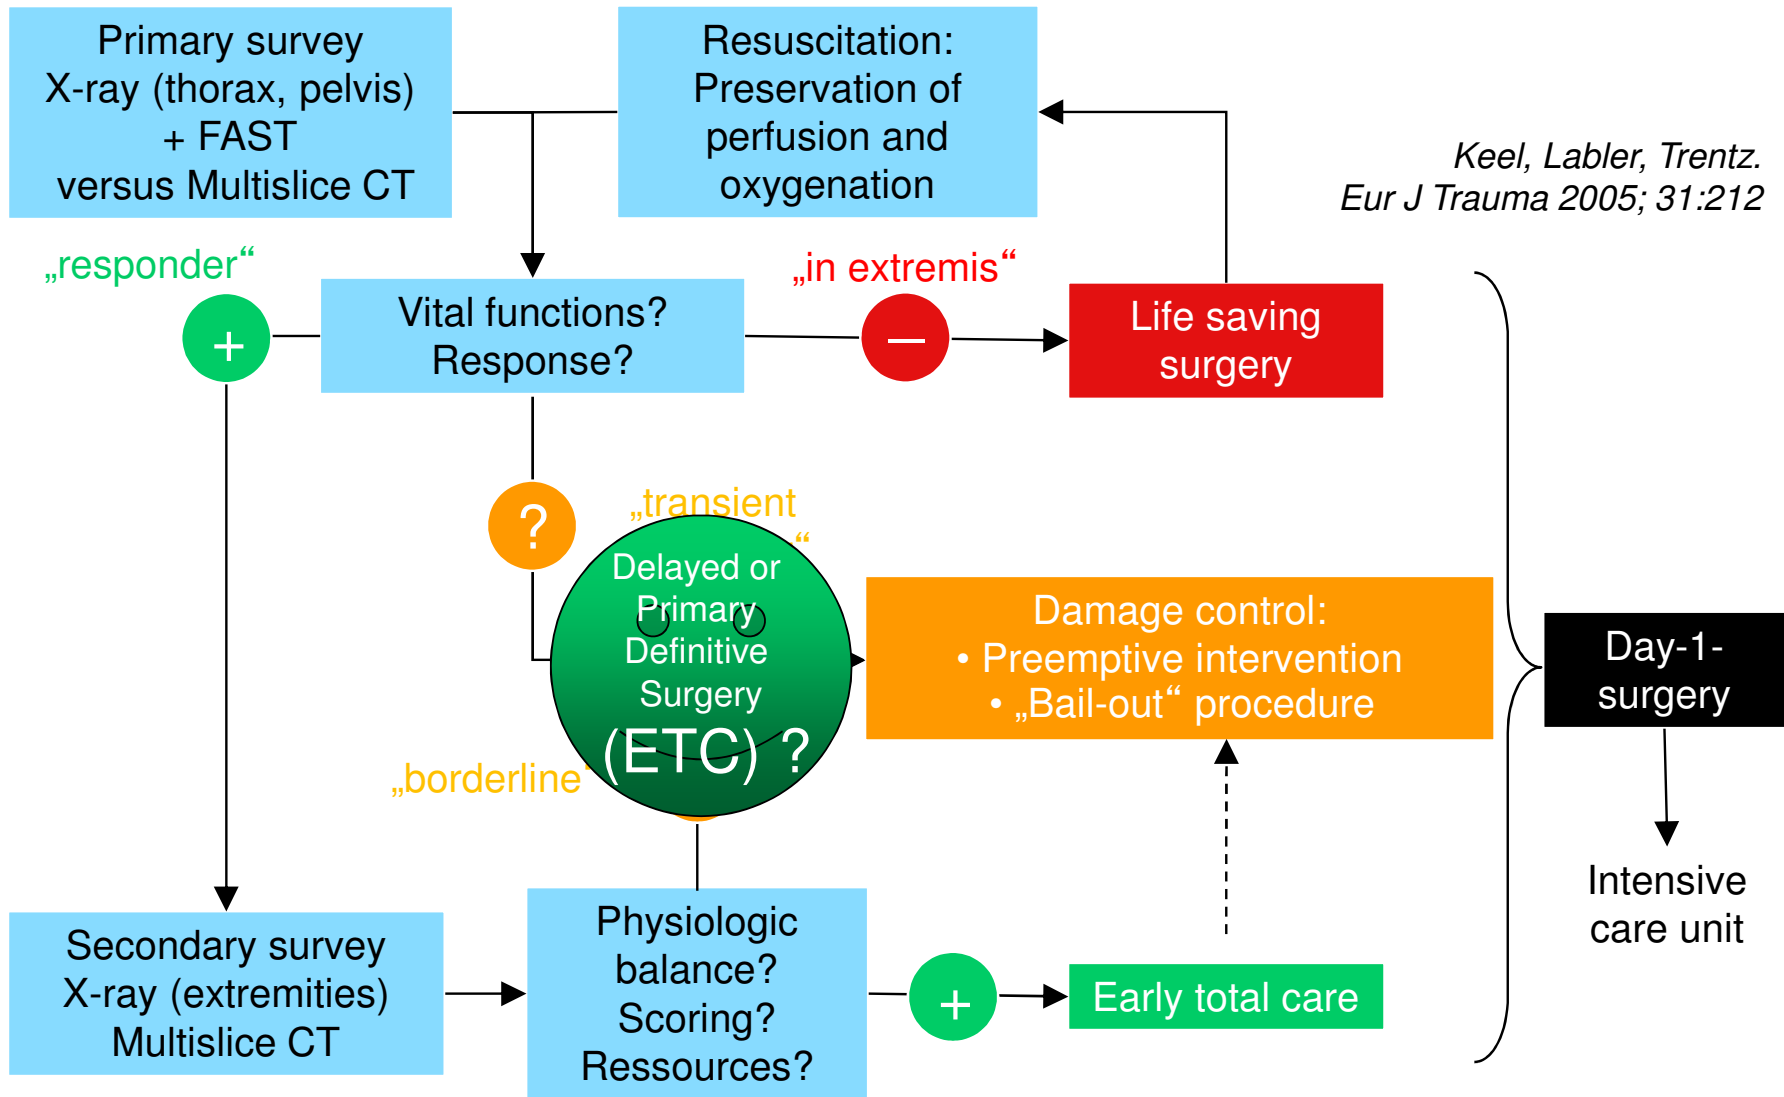 Primary survey
X-ray (thorax, pelvis)
+ FAST
versus Multislice CT
Resuscitation:
Preservation of
perfusion and
oxygenation
Keel, Labler, Trentz.
Eur J Trauma 2005; 31:212
„responder“
+
Vital functions?
Response?
„in extremis“
–
Life saving
surgery
?
„transient
“
Delayed or
Primary
Definitive
Surgery
(ETC) ?
„borderline“
Damage control:
• Preemptive intervention
• „Bail-out“ procedure
Day-1-
surgery
Intensive
care unit
Secondary survey
X-ray (extremities)
Multislice CT
Physiologic
balance?
Scoring?
Ressources?
+
Early total care